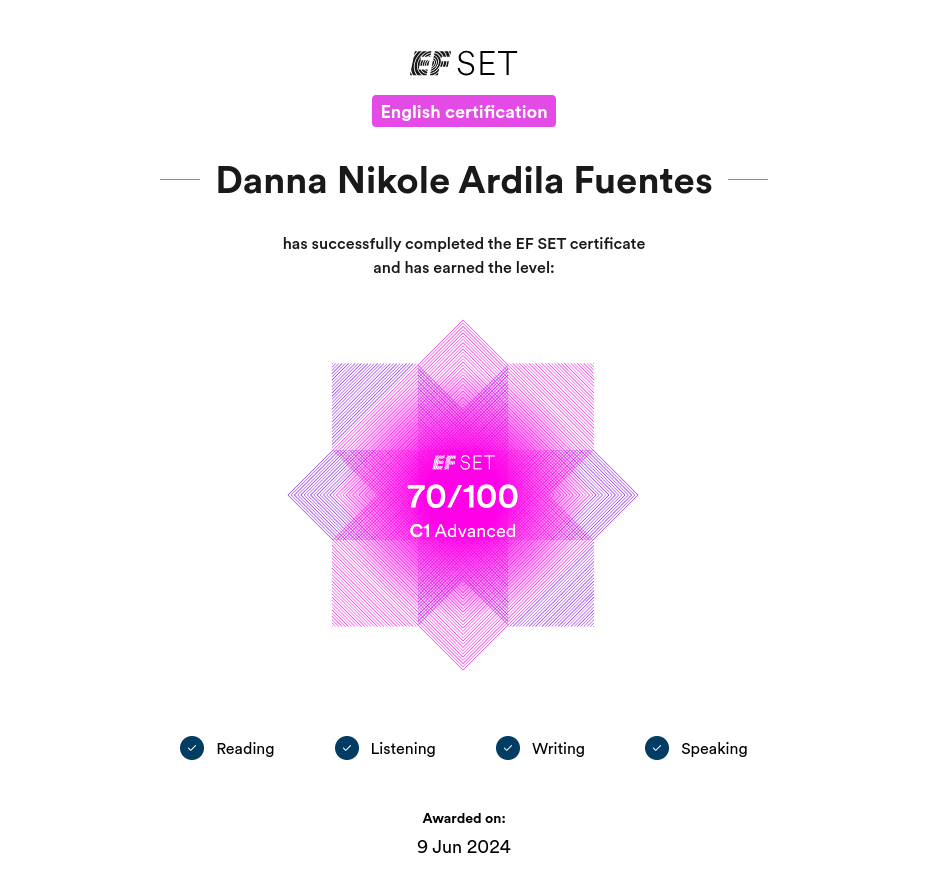 EF SET
English certification
Danna Nikole Ardila Fuentes
has successfully completed the EF SET certificate
and has earned the level:
EF SET
70/100
C1 Advanced
Reading Listening Writing Speaking
Awarded on:
9 Jun 2024